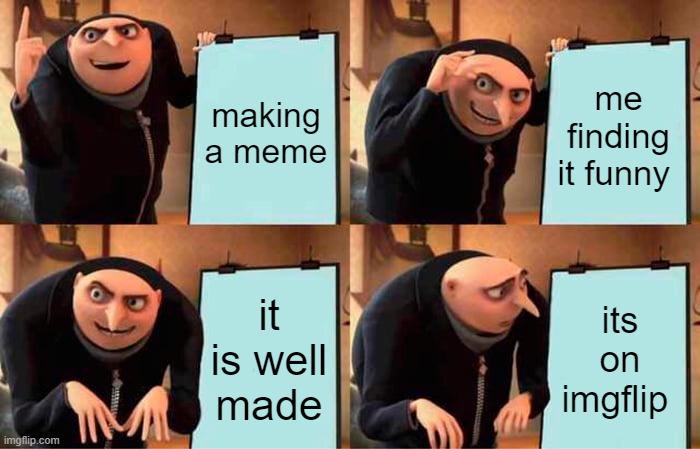 making
a meme
me
finding
it funny
it
is well
made
its
on
imgflip
imgflip.com